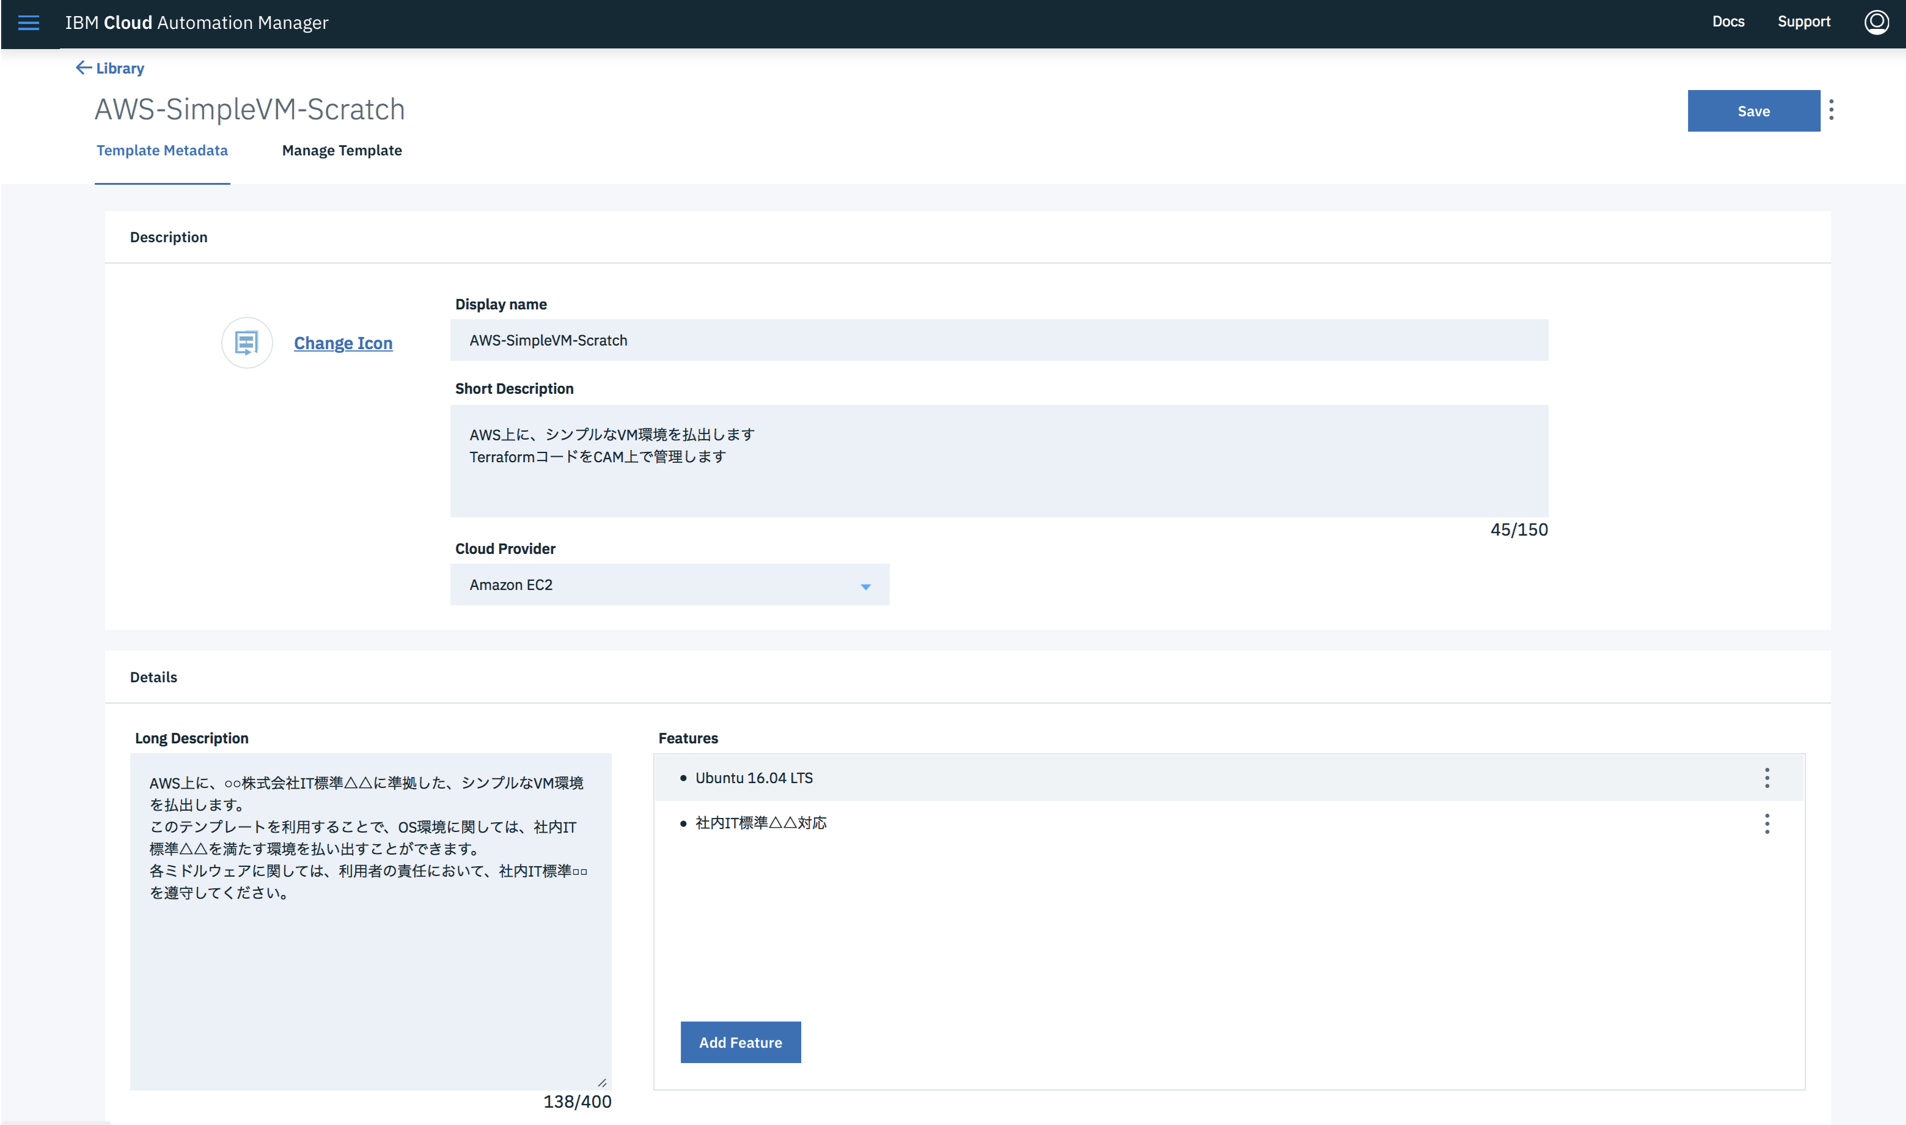 IBM Cloud Automation Manager
Docs
Support
Library
AWS-SimpleVM-Scratch
Save
Template Metadata
Manage Template
Description
Change Icon
Display name
AWS-SimpleVM-Scratch
Short Description
AWS上に、シンプルなVM環境を払出します
TerraformコードをCAM上で管理します
45/150
Cloud Provider
Amazon EC2
Details
Long Description
AWS上に、○○株式会社IT標準△△に準拠した、シンプルなVM環境
を払出します。
このテンプレートを利用することで、OS環境に関しては、社内IT
標準△△を満たす環境を払い出すことができます。
各ミドルウェアに関しては、利用者の責任において、社内IT標準□□
を遵守してください。
138/400
Features
• Ubuntu 16.04 LTS
• 社内IT標準△△対応
Add Feature